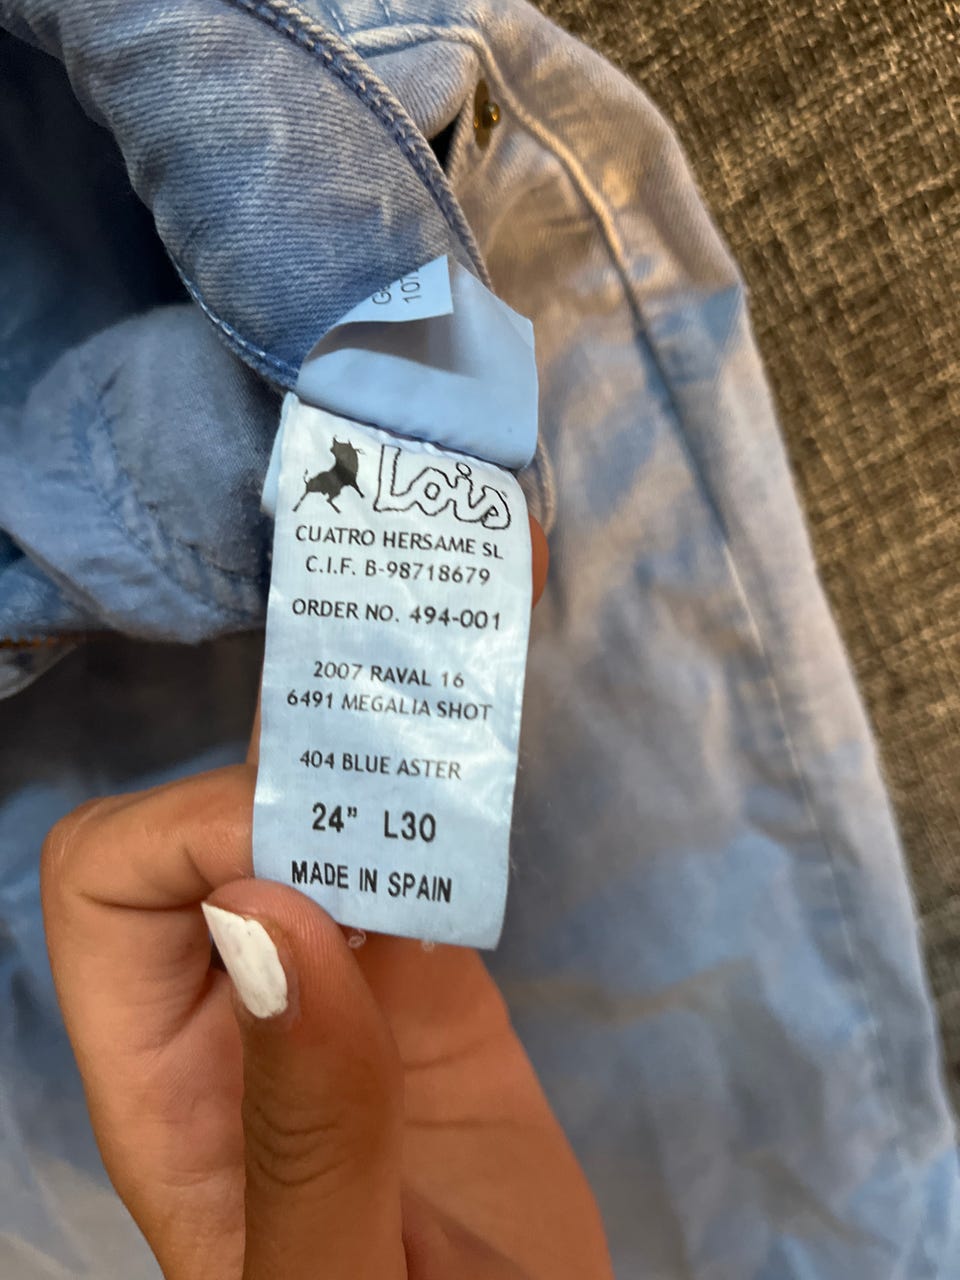 107
Lois
CUATRO HERSAME SL
C.I.F. B-98718679
ORDER NO. 494-001
2007 RAVAL 16
6491 MEGALIA SHOT
404 BLUE ASTER
24” L30
MADE IN SPAIN